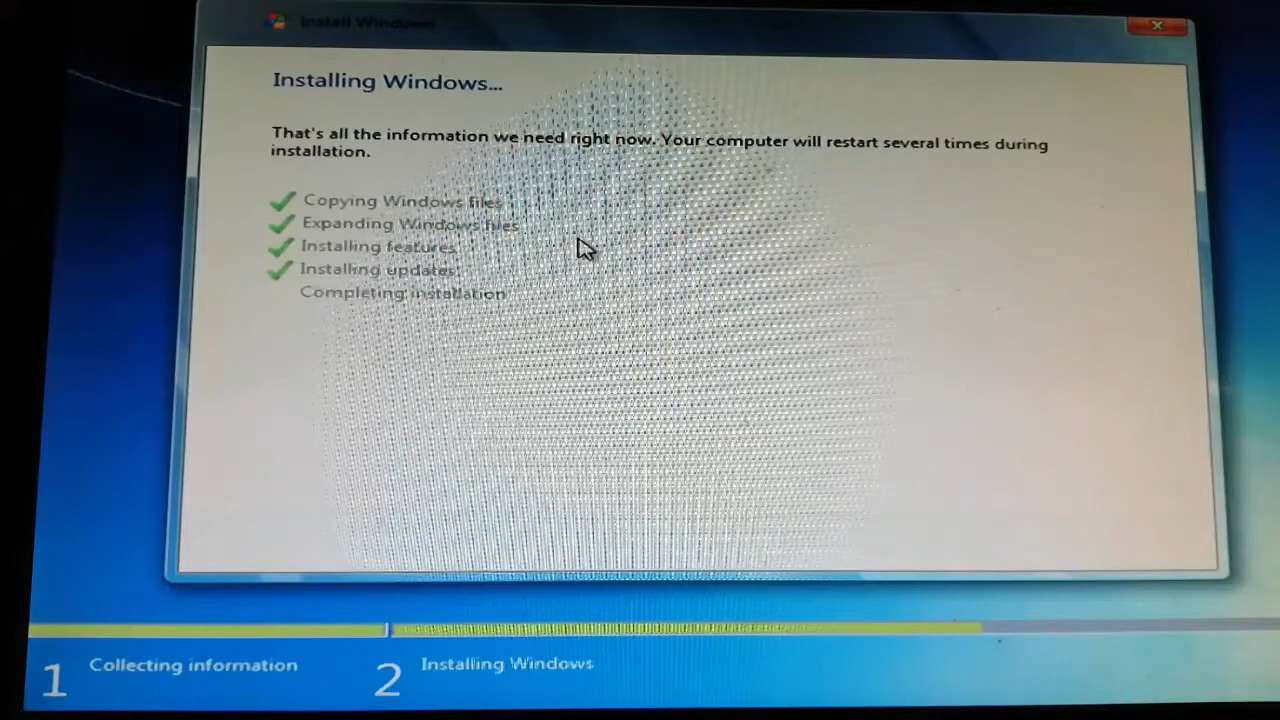 Install Windows
Installing Windows...
That's all the information we need right now. Your computer will restart several times during
installation.
Copying Windows files
Expanding Windows files
Installing features
Installing updates
Completing installation
1 Collecting information
2 Installing Windows